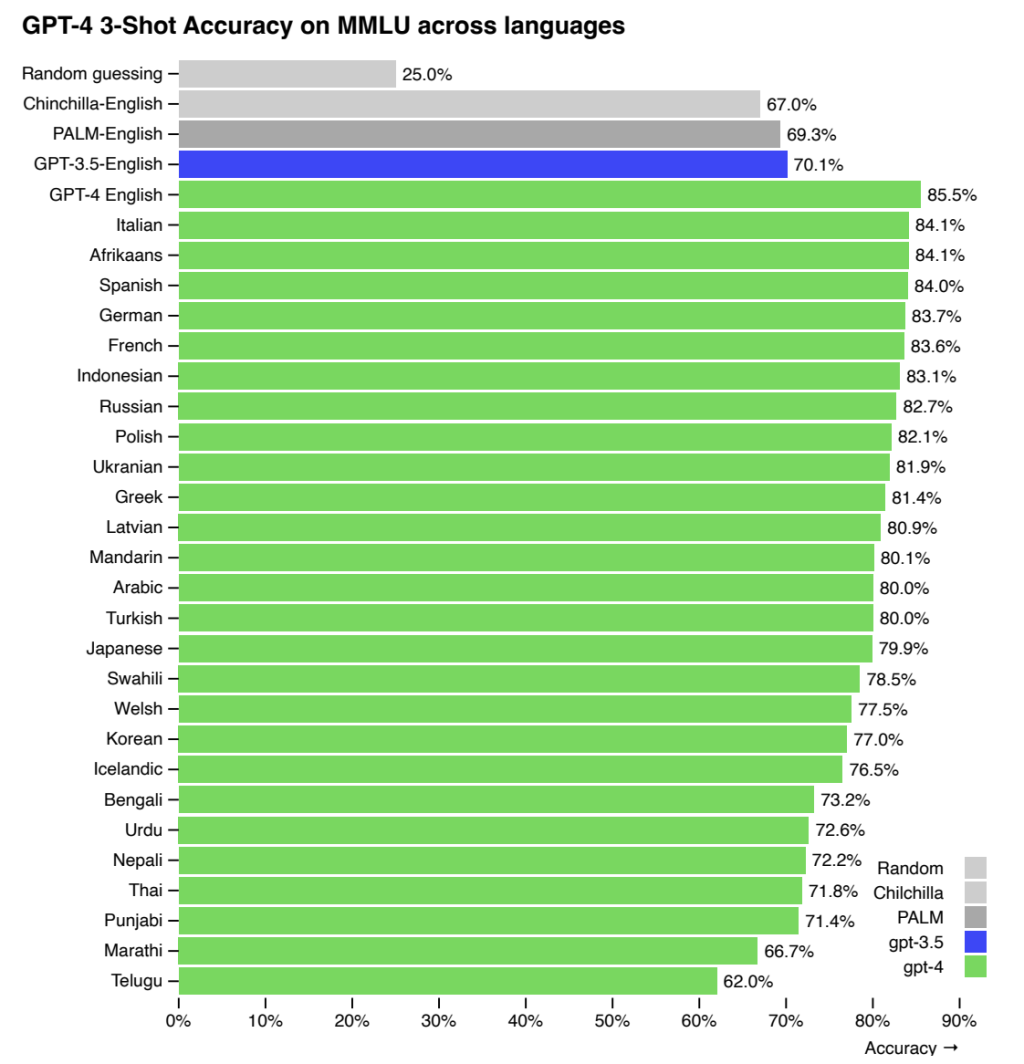 GPT-4 3-Shot Accuracy on MMLU across languages
Random guessing 25.0%
Chinchilla-English 67.0%
PALM-English 69.3%
GPT-3.5-English 70.1%
GPT-4 English 85.5%
Italian 84.1%
Afrikaans 84.1%
Spanish 84.0%
German 83.7%
French 83.6%
Indonesian 83.1%
Russian 82.7%
Polish 82.1%
Ukranian 81.9%
Greek 81.4%
Latvian 80.9%
Mandarin 80.1%
Arabic 80.0%
Turkish 80.0%
Japanese 79.9%
Swahili 78.5%
Welsh 77.5%
Korean 77.0%
Icelandic 76.5%
Bengali 73.2%
Urdu 72.6%
Nepali 72.2%
Thai 71.8%
Punjabi 71.4%
Marathi 66.7%
Telugu 62.0%
Random
Chilchilla
PALM
gpt-3.5
gpt-4
0% 10% 20% 30% 40% 50% 60% 70% 80% 90%
Accuracy →